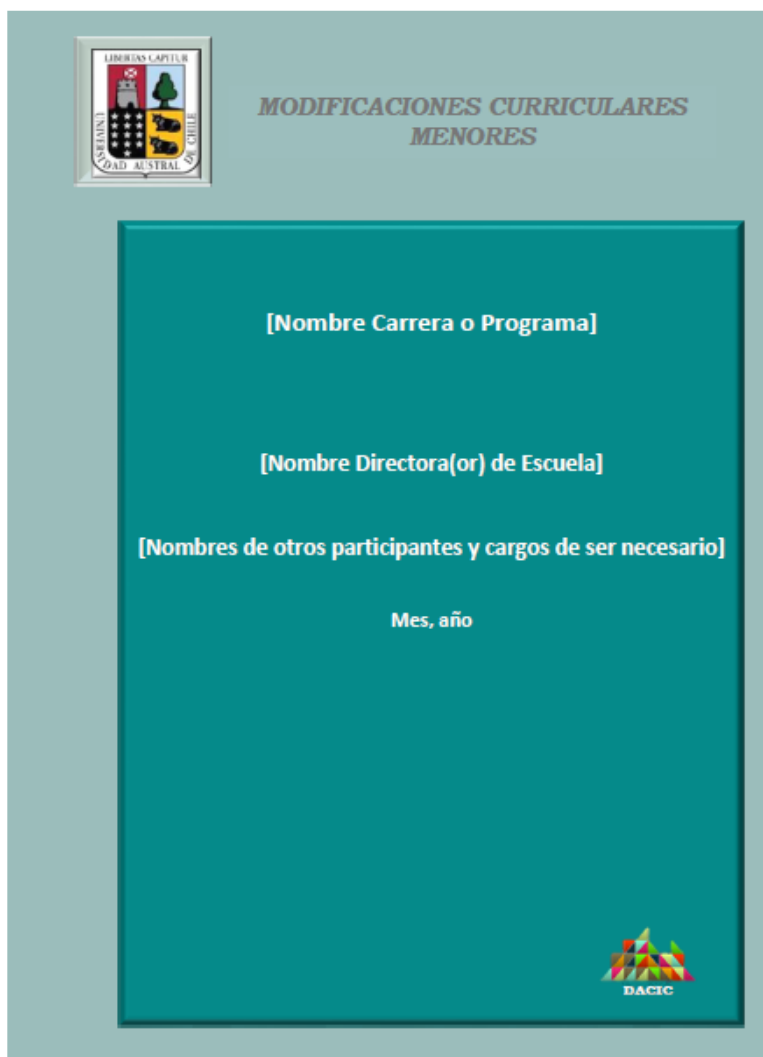 LIBERTAS CAPITUR
UNIVERSIDAD AUSTRAL DE CHILE
MODIFICACIONES CURRICULARES
MENORES
[Nombre Carrera o Programa]
[Nombre Directora(or) de Escuela]
[Nombres de otros participantes y cargos de ser necesario]
Mes, año
DACIC